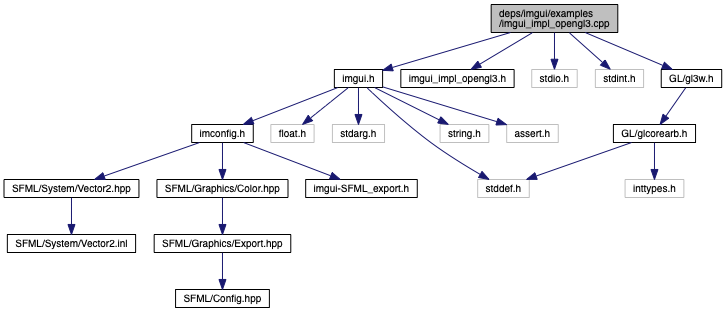 deps/imgui/examples
/imgui_impl_opengl3.cpp
imgui.h
imgui_impl_opengl3.h
stdio.h
stdint.h
GL/gl3w.h
imconfig.h
float.h
stdarg.h
string.h
assert.h
GL/glcorearb.h
SFML/System/Vector2.hpp
SFML/Graphics/Color.hpp
imgui-SFML_export.h
stddef.h
inttypes.h
SFML/System/Vector2.inl
SFML/Graphics/Export.hpp
SFML/Config.hpp